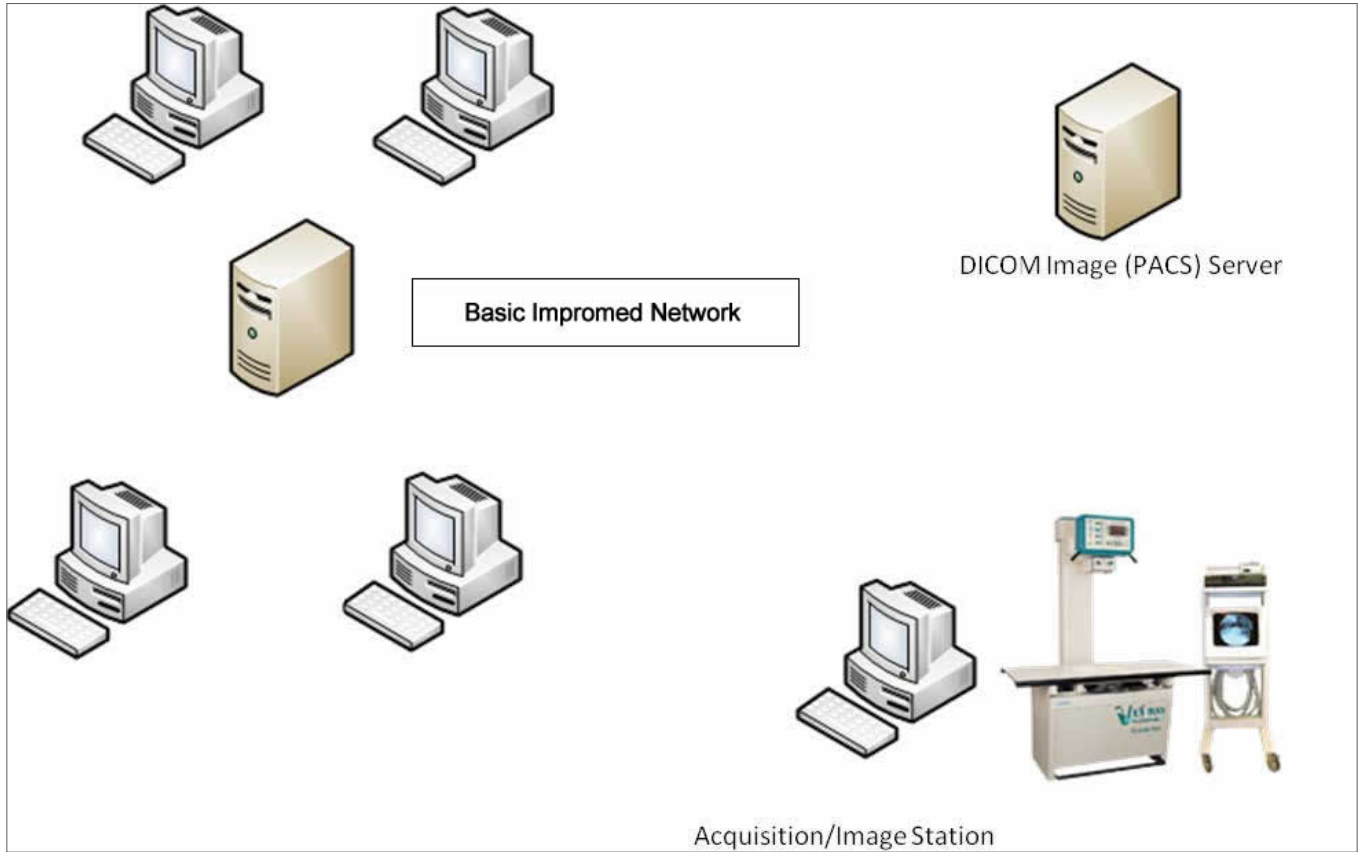 DICOM Image (PACS) Server
Basic Impromed Network
Acquisition/Image Station